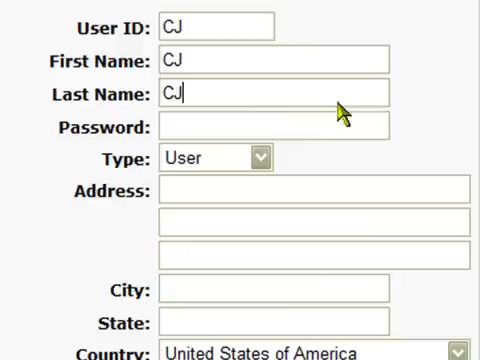 User ID: CJ
First Name: CJ
Last Name: CJ
Password:
Type: User
Address:
City:
State:
Country: United States of America